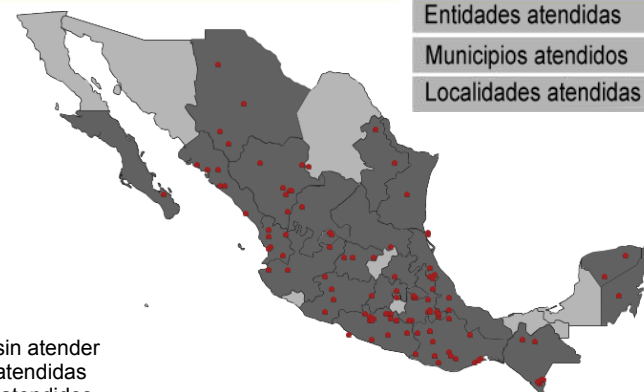 Entidades atendidas
Municipios atendidos
Localidades atendidas
sin atender
atendidas